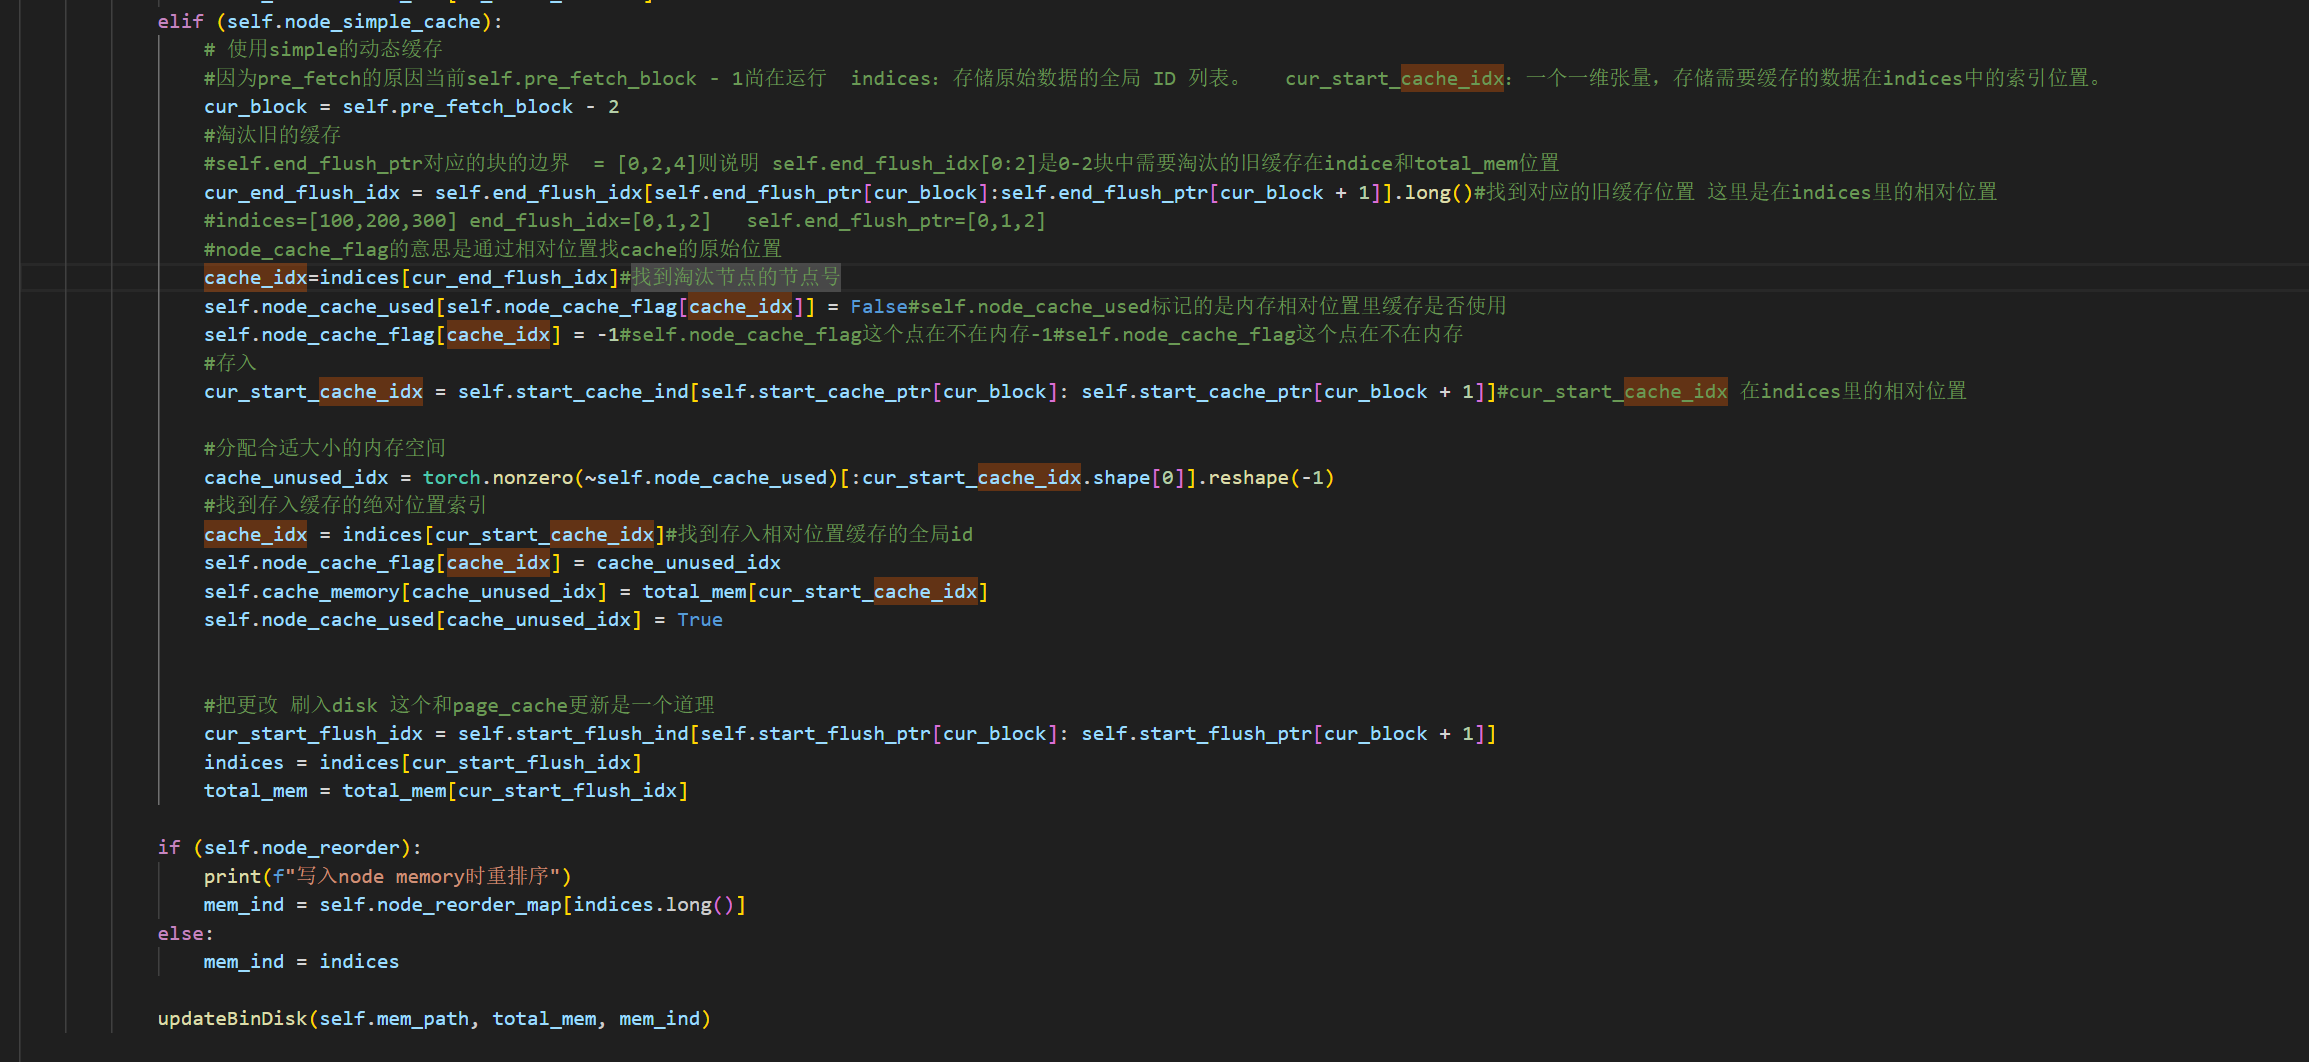 elif (self.node_simple_cache):
# 使用simple的动态缓存
#因为pre_fetch的原因当前self.pre_fetch_block - 1尚在运行  indices：存储原始数据的全局 ID 列表。   cur_start_cache_idx：一个一维张量，存储需要缓存的数据在indices中的索引位置。
cur_block = self.pre_fetch_block - 2
#淘汰旧的缓存
#self.end_flush_ptr对应的块的边界  = [0,2,4]则说明 self.end_flush_idx[0:2]是0-2块中需要淘汰的旧缓存在indice和total_mem位置
cur_end_flush_idx = self.end_flush_idx[self.end_flush_ptr[cur_block]:self.end_flush_ptr[cur_block + 1]].long()#找到对应的旧缓存位置 这里是在indices里的相对位置
#indices=[100,200,300] end_flush_idx=[0,1,2]   self.end_flush_ptr=[0,1,2]
#node_cache_flag的意思是通过相对位置找cache的原始位置
cache_idx=indices[cur_end_flush_idx]#找到淘汰节点的节点号
self.node_cache_used[self.node_cache_flag[cache_idx]] = False#self.node_cache_used标记的是内存相对位置里缓存是否使用
self.node_cache_flag[cache_idx] = -1#self.node_cache_flag这个点在不在内存-1#self.node_cache_flag这个点在不在内存
#存入
cur_start_cache_idx = self.start_cache_ind[self.start_cache_ptr[cur_block]: self.start_cache_ptr[cur_block + 1]]#cur_start_cache_idx 在indices里的相对位置
#分配合适大小的内存空间
cache_unused_idx = torch.nonzero(~self.node_cache_used)[:cur_start_cache_idx.shape[0]].reshape(-1)
#找到存入缓存的绝对位置索引
cache_idx = indices[cur_start_cache_idx]#找到存入相对位置缓存的全局id
self.node_cache_flag[cache_idx] = cache_unused_idx
self.cache_memory[cache_unused_idx] = total_mem[cur_start_cache_idx]
self.node_cache_used[cache_unused_idx] = True
#把更改 刷入disk 这个和page_cache更新是一个道理
cur_start_flush_idx = self.start_flush_ind[self.start_flush_ptr[cur_block]: self.start_flush_ptr[cur_block + 1]]
indices = indices[cur_start_flush_idx]
total_mem = total_mem[cur_start_flush_idx]
if (self.node_reorder):
print(f"写入node memory时重排序")
mem_ind = self.node_reorder_map[indices.long()]
else:
mem_ind = indices
updateBinDisk(self.mem_path, total_mem, mem_ind)